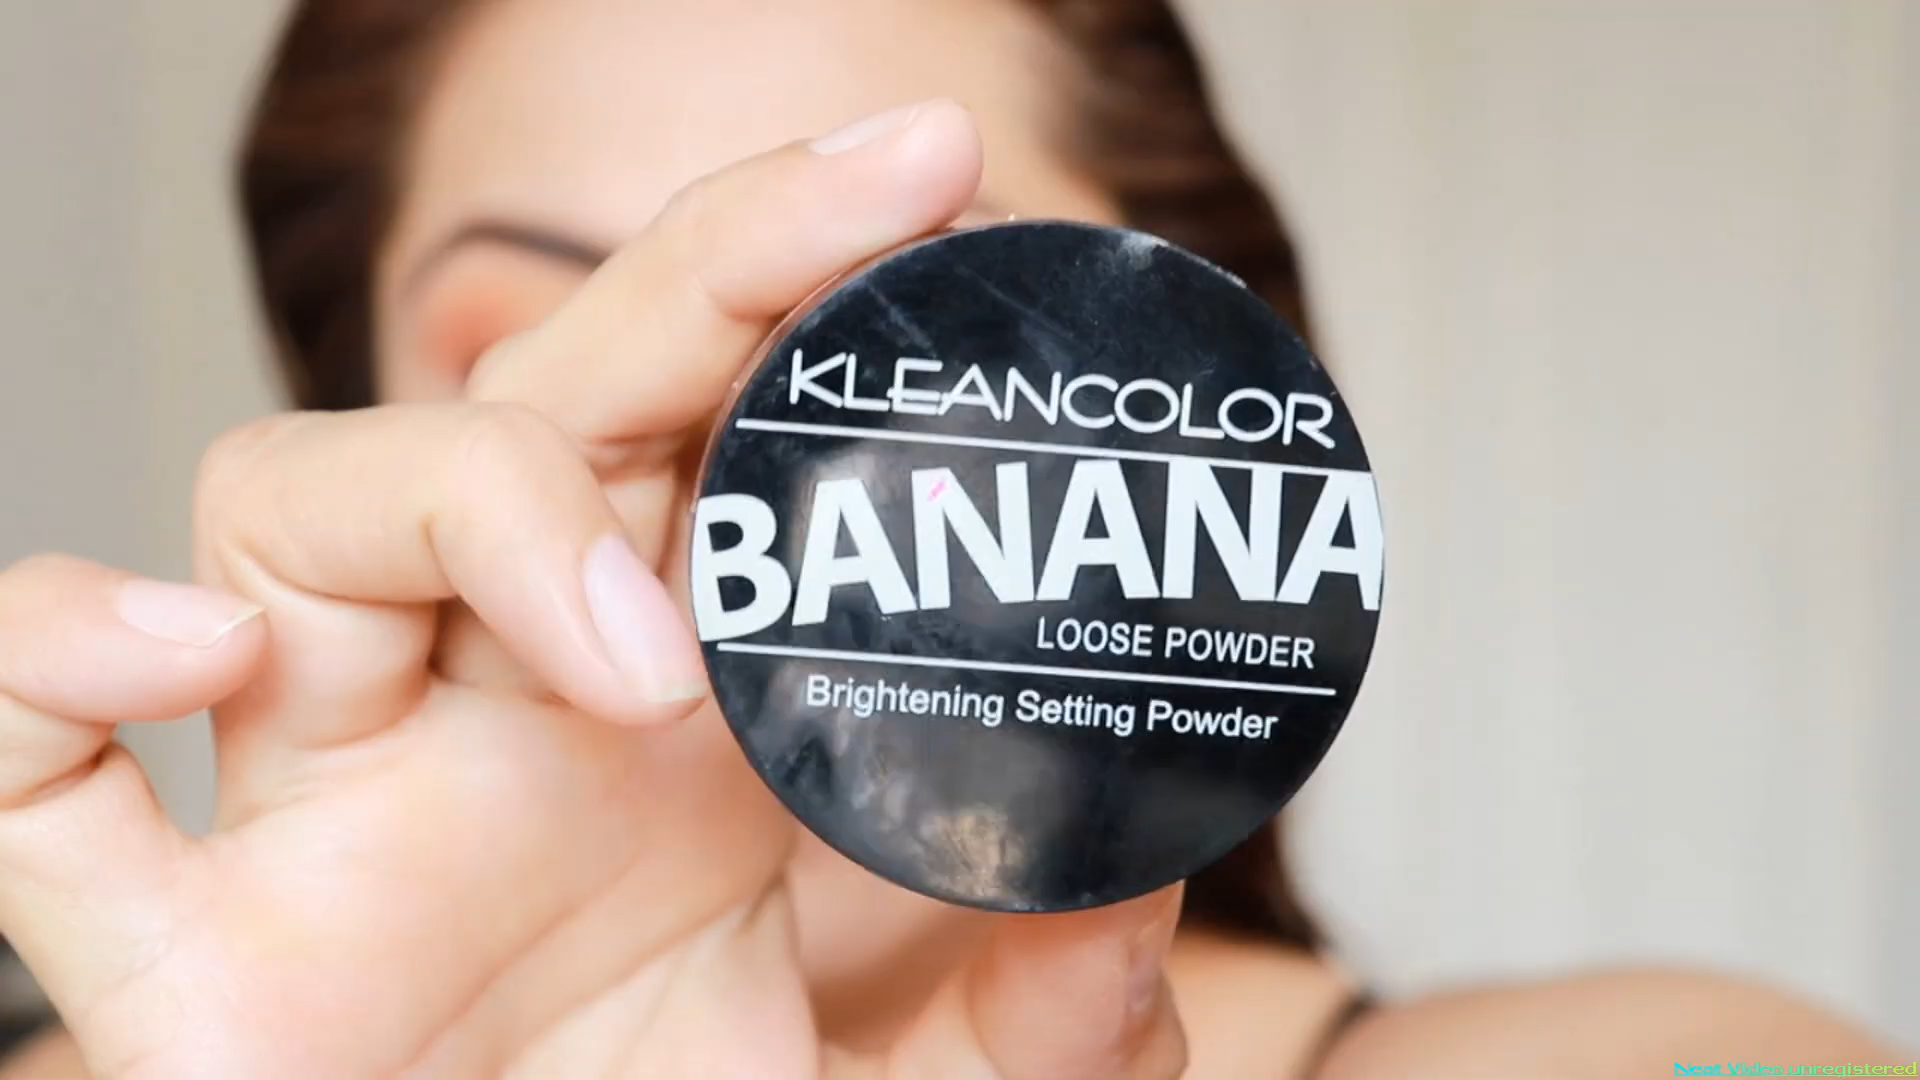 KLEANCOLOR
BANANA
LOOSE POWDER
Brightening Setting Powder
Neat Video unregistered